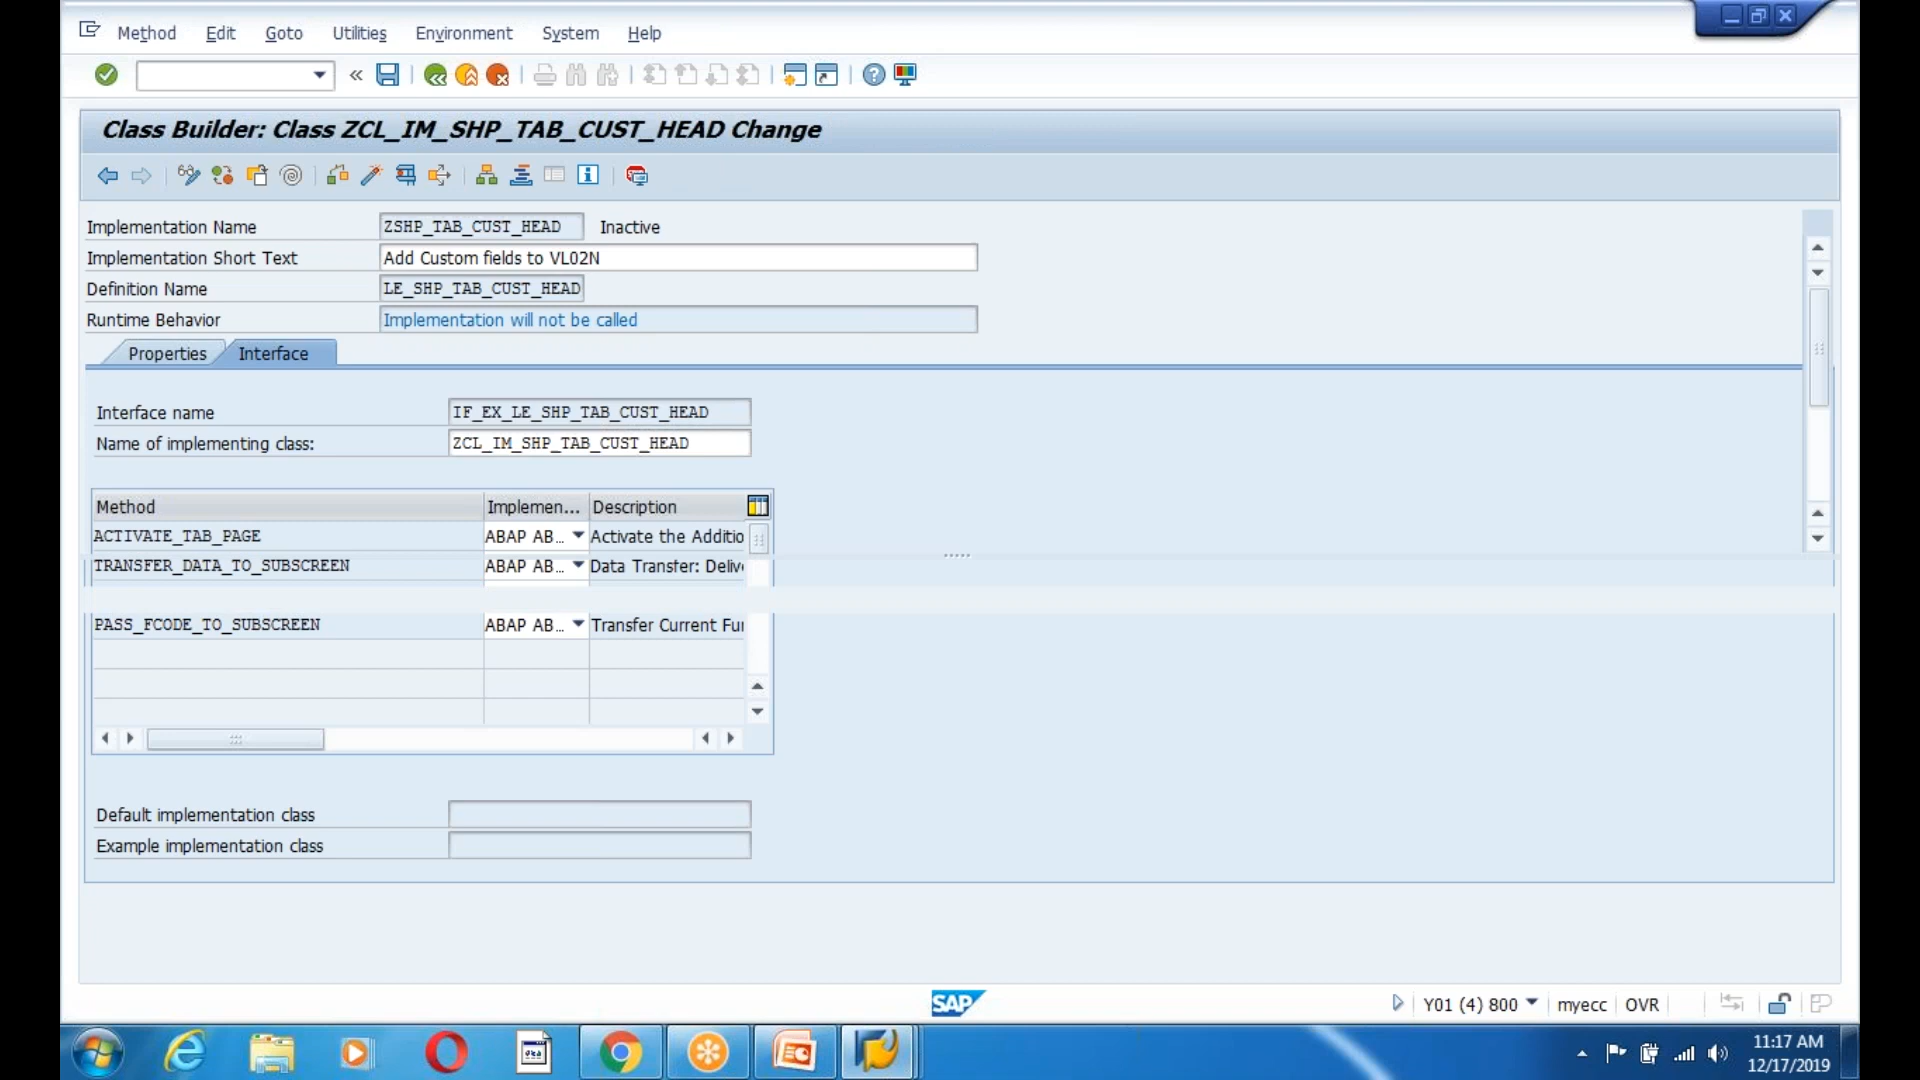 Method Edit Goto Utilities Environment System Help
Class Builder: Class ZCL_IM_SHP_TAB_CUST_HEAD Change
Implementation Name ZSHP_TAB_CUST_HEAD Inactive
Implementation Short Text Add Custom fields to VL02N
Definition Name LE_SHP_TAB_CUST_HEAD
Runtime Behavior Implementation will not be called
Properties Interface
Interface name IF_EX_LE_SHP_TAB_CUST_HEAD
Name of implementing class: ZCL_IM_SHP_TAB_CUST_HEAD
Method Implemen... Description
ACTIVATE_TAB_PAGE ABAP AB... Activate the Additio
TRANSFER_DATA_TO_SUBSCREEN ABAP AB... Data Transfer: Delive
PASS_FCODE_TO_SUBSCREEN ABAP AB... Transfer Current Fun
Default implementation class
Example implementation class
SAP Y01 (4) 800 myecc OVR
11:17 AM
12/17/2019